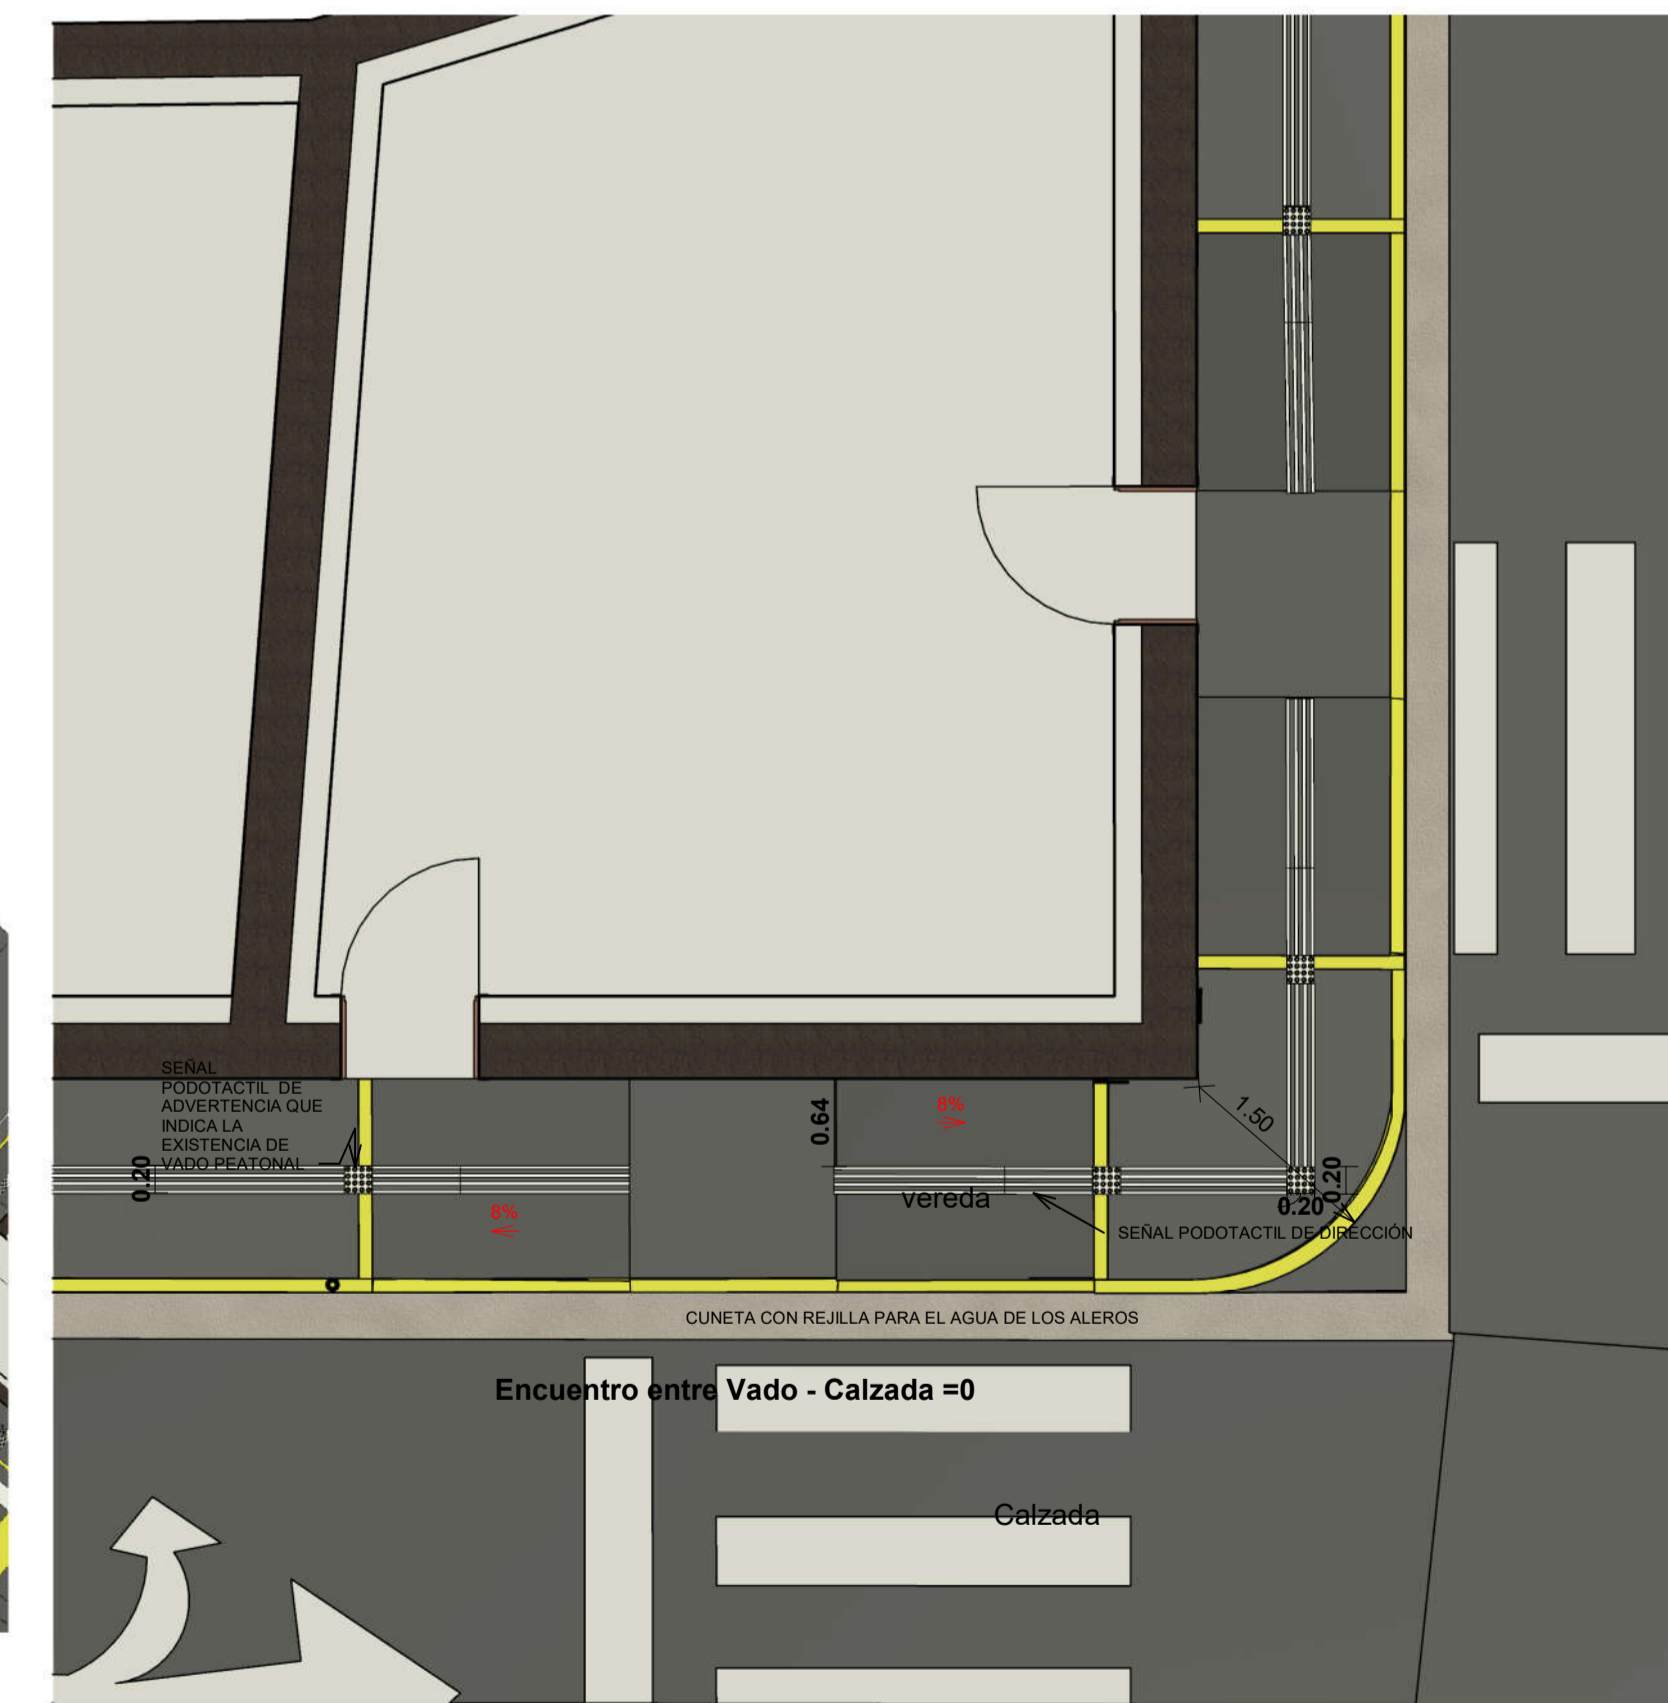 SEÑAL
PODOTACTIL DE
ADVERTENCIA QUE
INDICA LA
EXISTENCIA DE
VADO PEATONAL
0.20
8%
0.64
8%
vereda
1.50
0.20
0.20
SEÑAL PODOTACTIL DE DIRECCIÓN
CUNETA CON REJILLA PARA EL AGUA DE LOS ALEROS
Encuentro entre Vado - Calzada =0
Calzada